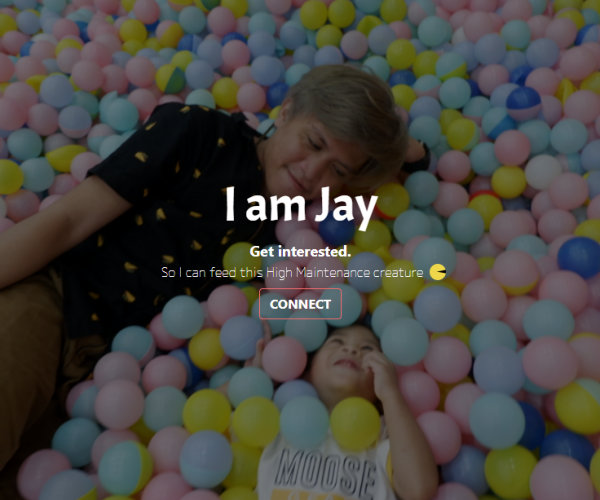 I am Jay
Get interested.
So I can feed this High Maintenance creature
CONNECT
MOOSE